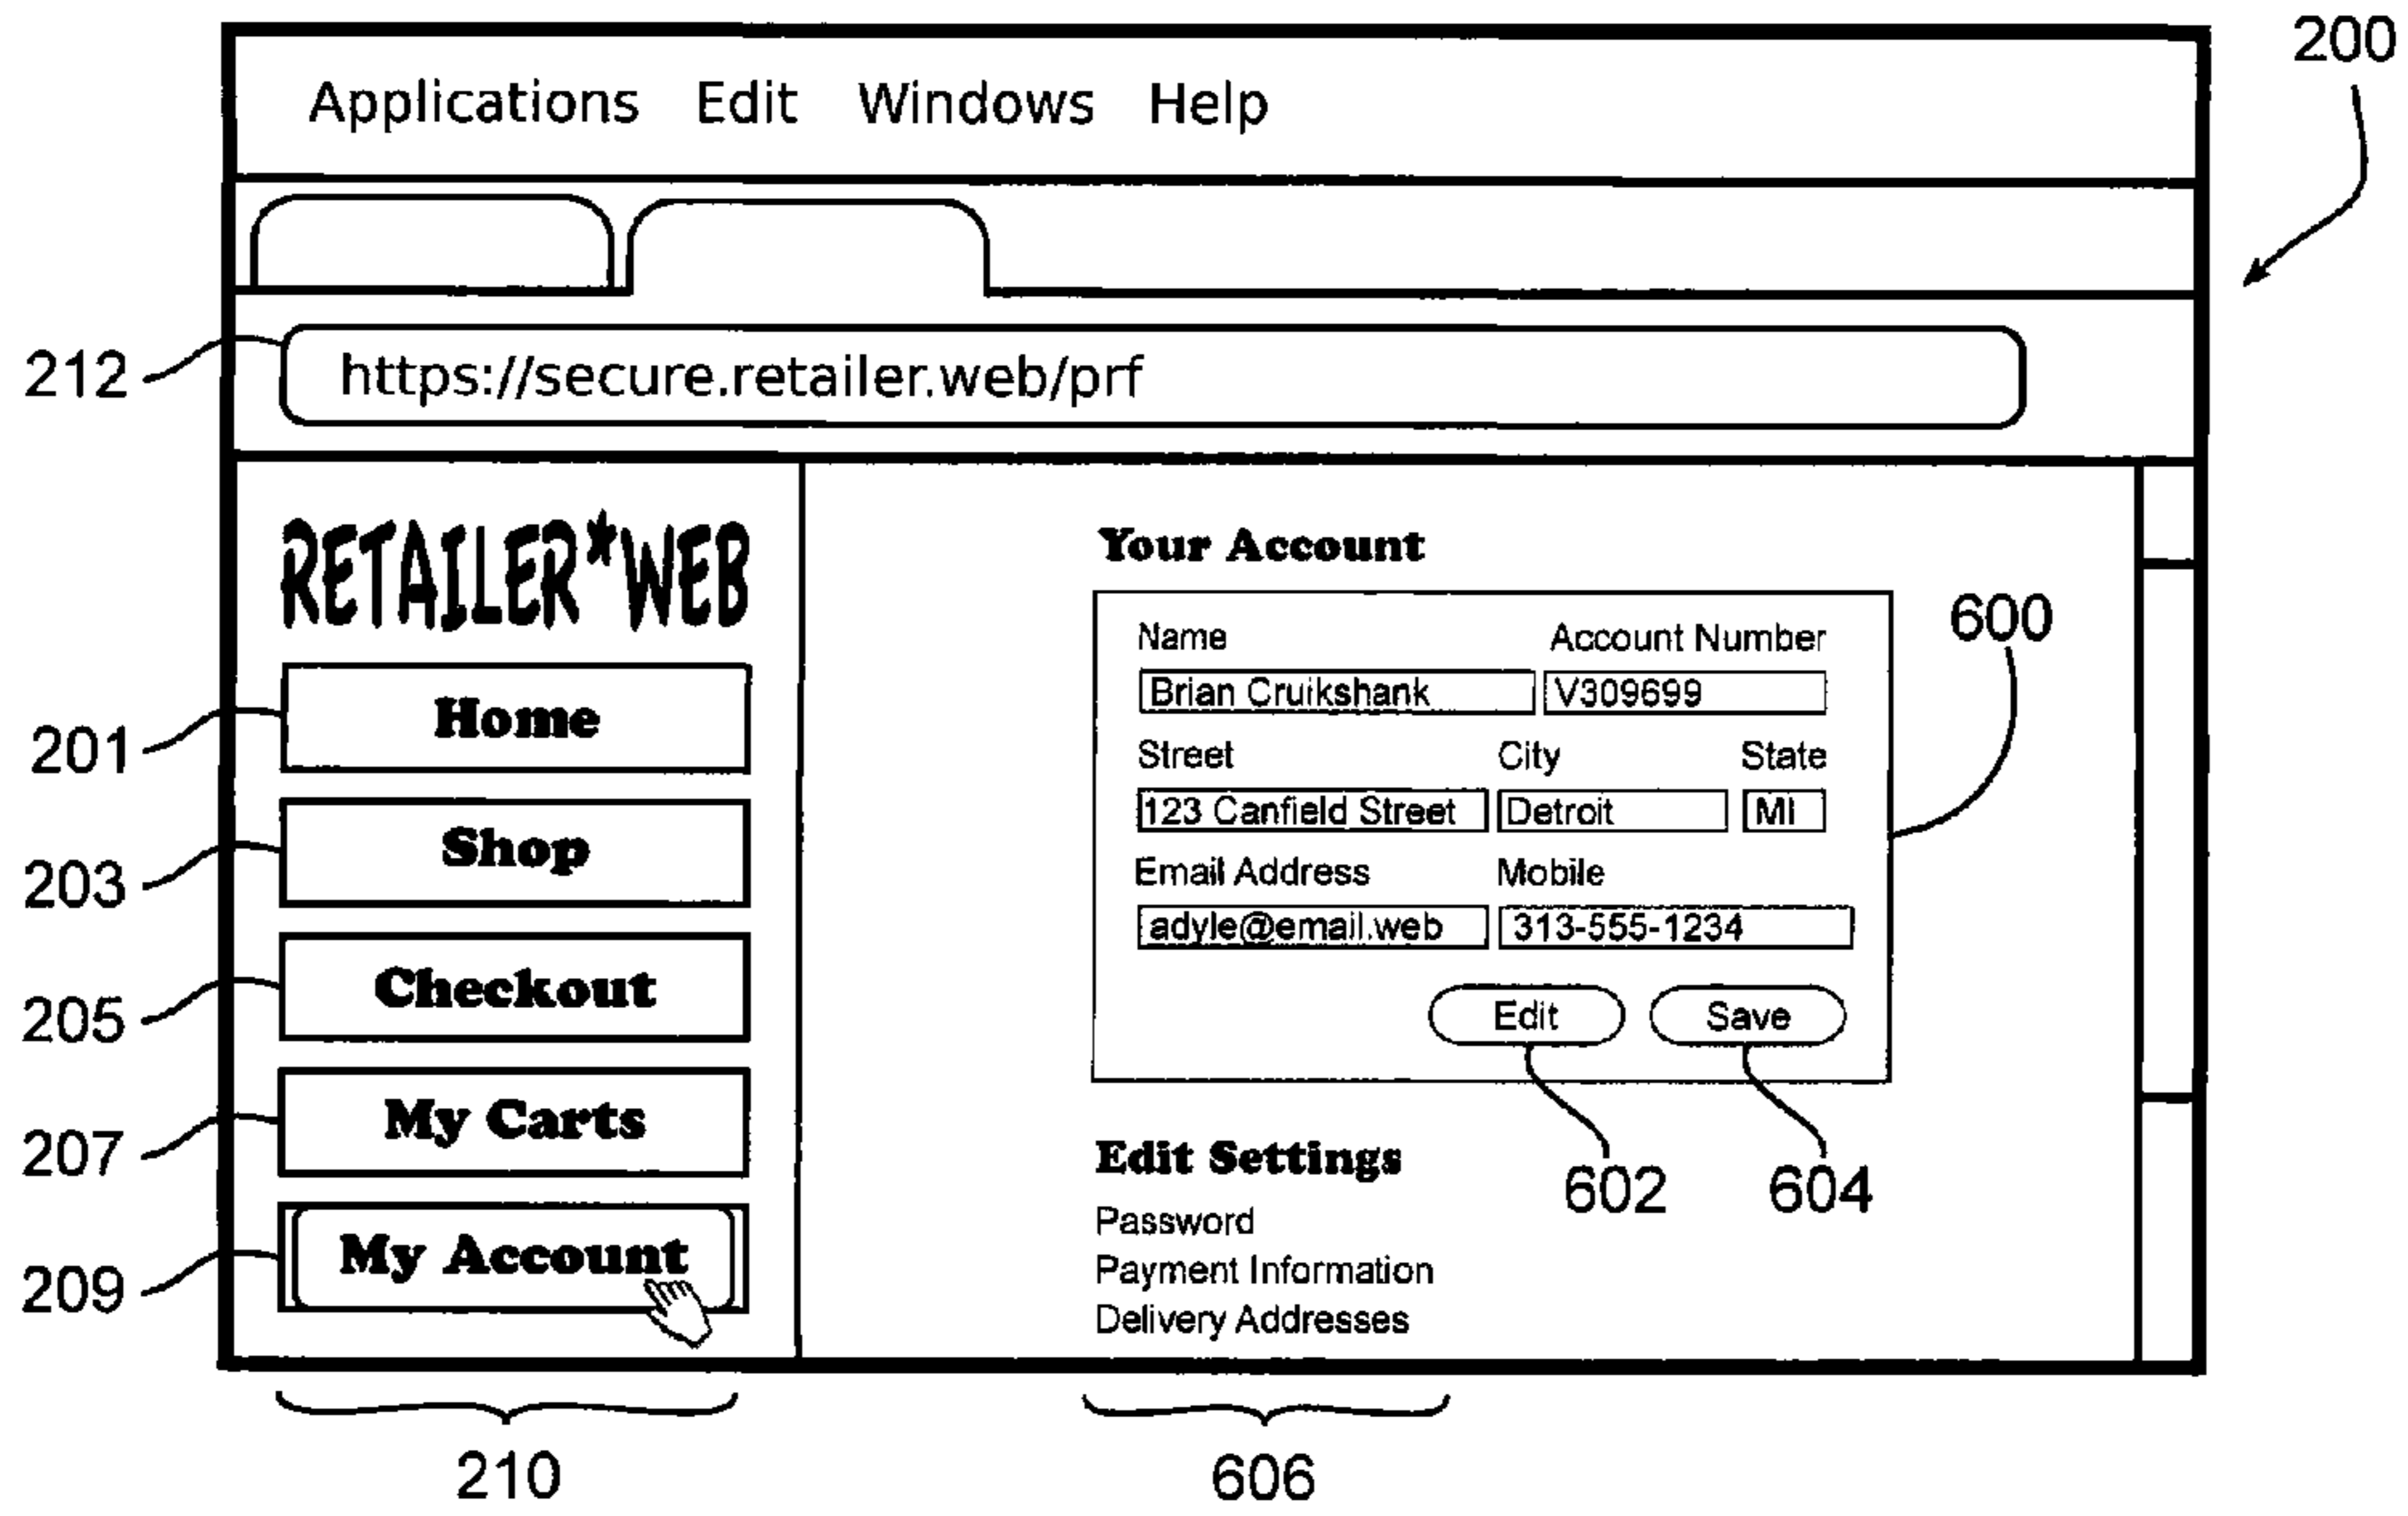 200
Applications Edit Windows Help
212
https://secure.retailer.web/prf
RETAILER*WEB
201
Home
203
Shop
205
Checkout
207
My Carts
209
My Account
210
Your Account
600
Name Account Number
Brian Cruikshank V309699
Street City State
123 Canfield Street Detroit MI
Email Address Mobile
adyle@email.web 313-555-1234
Edit Save
602 604
Edit Settings
Password
Payment Information
Delivery Addresses
606